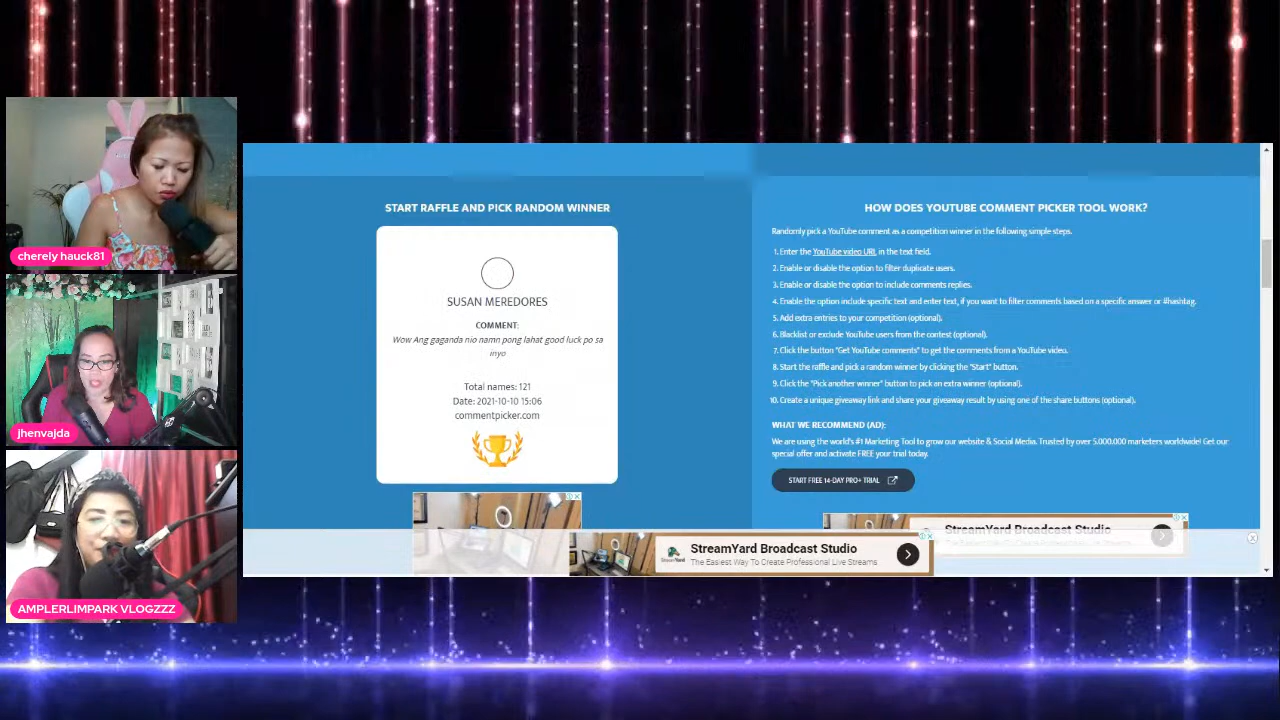 cherely hauck81
jhenvajda
AMPLERLIMPARK VLOGZZZ
START RAFFLE AND PICK RANDOM WINNER
SUSAN MEREDORES
COMMENT:
Wow Ang gaganda nio namn pong lahat good luck po sa
inyo
Total names: 121
Date: 2021-10-10 15:06
commentpicker.com
HOW DOES YOUTUBE COMMENT PICKER TOOL WORK?
Randomly pick a YouTube comment as a competition winner in the following simple steps.
1. Enter the YouTube video URL in the text field.
2. Enable or disable the option to filter duplicate users.
3. Enable or disable the option to include comments replies.
4. Enable the option include specific text and enter text, if you want to filter comments based on a specific answer or #hashtag.
5. Add extra entries to your competition (optional).
6. Blacklist or exclude YouTube users from the contest (optional).
7. Click the button "Get YouTube comments" to get the comments from a YouTube video.
8. Start the raffle and pick a random winner by clicking the "Start" button.
9. Click the "Pick another winner" button to pick an extra winner (optional).
10. Create a unique giveaway link and share your giveaway result by using one of the share buttons (optional).
WHAT WE RECOMMEND (AD):
We are using the world's #1 Marketing Tool to grow our website & Social Media. Trusted by over 5.000.000 marketers worldwide! Get our
special offer and activate FREE your trial today.
START FREE 14-DAY PRO+ TRIAL
StreamYard Broadcast Studio
StreamYard Broadcast Studio
The Easiest Way To Create Professional Live Streams